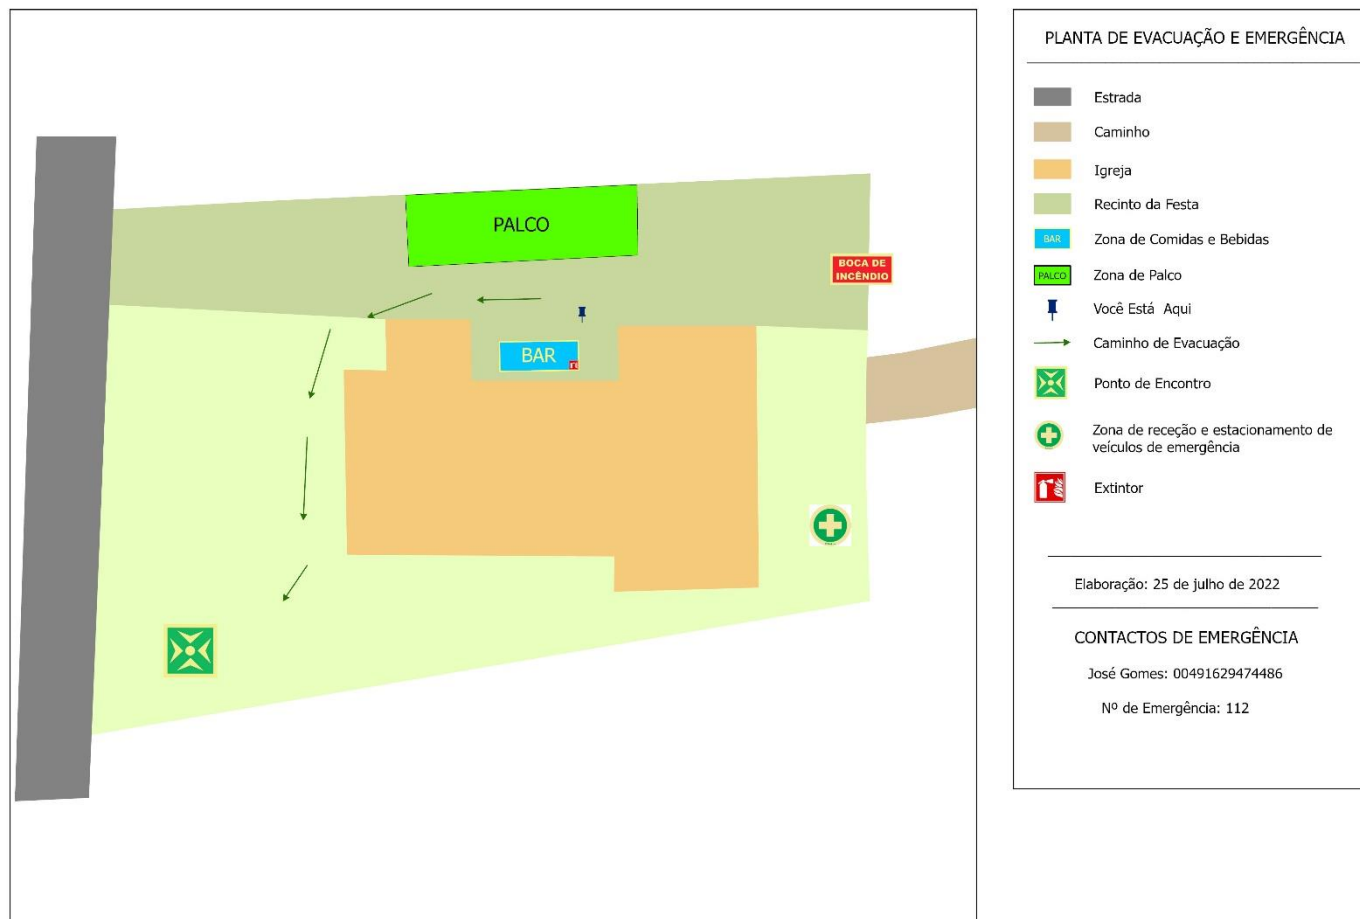 PALCO
BOCA DE
INCÊNDIO
BAR
PLANTA DE EVACUAÇÃO E EMERGÊNCIA
Estrada
Caminho
Igreja
Recinto da Festa
BAR
Zona de Comidas e Bebidas
PALCO
Zona de Palco
Você Está Aqui
Caminho de Evacuação
Ponto de Encontro
Zona de receção e estacionamento de
veículos de emergência
Extintor
Elaboração: 25 de julho de 2022
CONTACTOS DE EMERGÊNCIA
José Gomes: 00491629474486
Nº de Emergência: 112